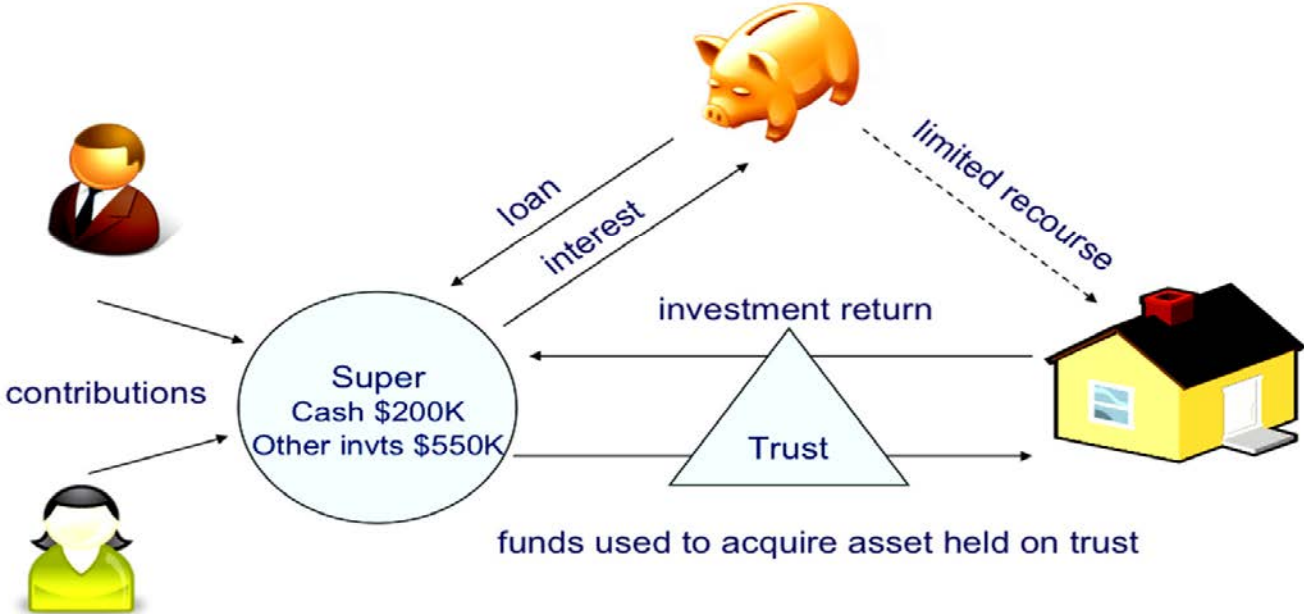 limited recourse
loan
interest
investment return
contributions
Super
Cash $200K
Other invts $550K
Trust
funds used to acquire asset held on trust